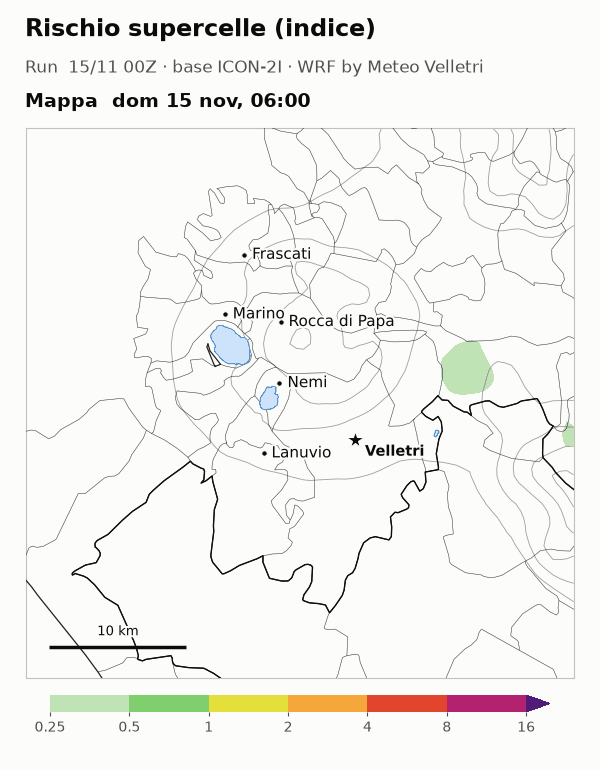 Rischio supercelle (indice)
Run  15/11 00Z · base ICON-2I · WRF by Meteo Velletri
Mappa  dom 15 nov, 06:00
Frascati
Marino
Rocca di Papa
Nemi
Velletri
Lanuvio
10 km
0.25 0.5 1 2 4 8 16